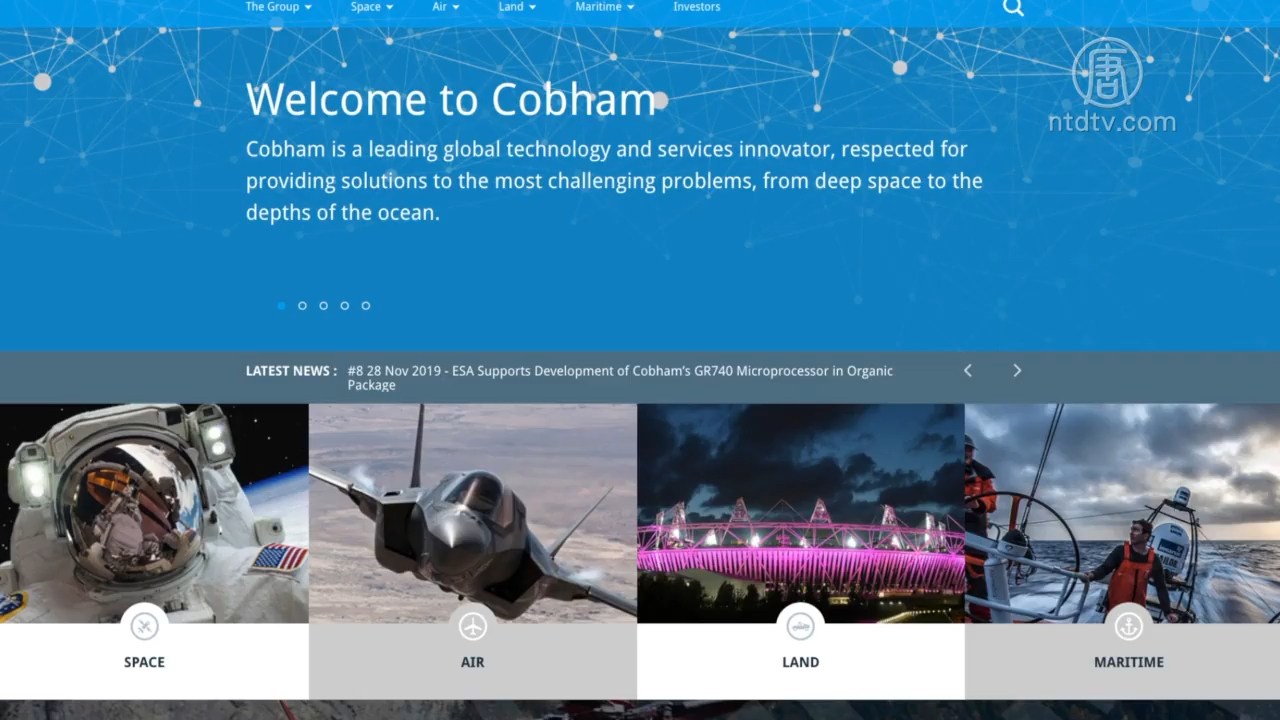 The Group
Space
Air
Land
Maritime
Investors
唐
ntdtv.com
Welcome to Cobham
Cobham is a leading global technology and services innovator, respected for
providing solutions to the most challenging problems, from deep space to the
depths of the ocean.
LATEST NEWS : #8 28 Nov 2019 - ESA Supports Development of Cobham's GR740 Microprocessor in Organic
Package
SPACE
AIR
LAND
MARITIME